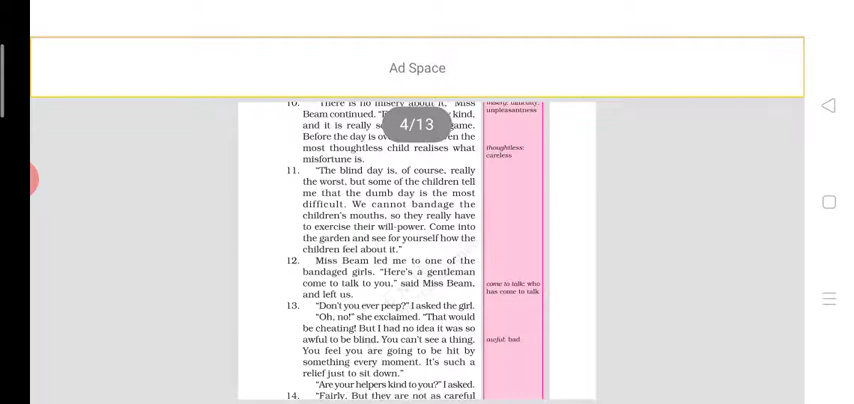 Ad Space
4/13
10. "There is no misery about it," Miss
Beam continued. kind,
and it is really game.
Before the day is the
most thoughtless child realises what
misfortune is.
11. "The blind day is, of course, really
the worst, but some of the children tell
me that the dumb day is the most
difficult. We cannot bandage the
children's mouths, so they really have
to exercise their will-power. Come into
the garden and see for yourself how the
children feel about it."
12. Miss Beam led me to one of the
bandaged girls. "Here's a gentleman
come to talk to you," said Miss Beam,
and left us.
13. "Don't you ever peep?" I asked the girl.
"Oh, no!" she exclaimed. "That would
be cheating! But I had no idea it was so
awful to be blind. You can't see a thing.
You feel you are going to be hit by
something every moment. It's such a
relief just to sit down."
"Are your helpers kind to you?" I asked.
14. "Fairly. But they are not as careful
misery: difficulty;
unpleasantness
thoughtless:
careless
come to talk: who
has come to talk
awful: bad